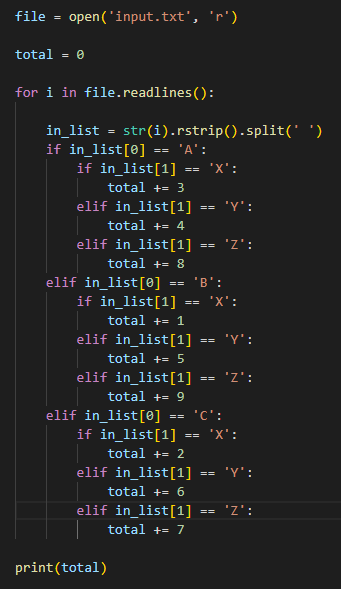 file = open('input.txt', 'r')
total = 0
for i in file.readlines():
    in_list = str(i).rstrip().split(' ')
    if in_list[0] == 'A':
        if in_list[1] == 'X':
            total += 3
        elif in_list[1] == 'Y':
            total += 4
        elif in_list[1] == 'Z':
            total += 8
    elif in_list[0] == 'B':
        if in_list[1] == 'X':
            total += 1
        elif in_list[1] == 'Y':
            total += 5
        elif in_list[1] == 'Z':
            total += 9
    elif in_list[0] == 'C':
        if in_list[1] == 'X':
            total += 2
        elif in_list[1] == 'Y':
            total += 6
        elif in_list[1] == 'Z':
            total += 7
print(total)